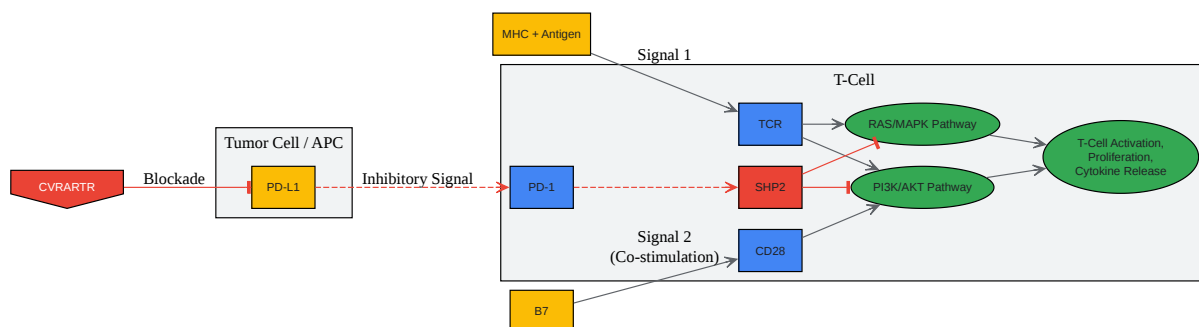 MHC + Antigen
Signal 1
T-Cell
TCR
RAS/MAPK Pathway
Tumor Cell / APC
T-Cell Activation,
Proliferation,
Cytokine Release
CVRARTR
Blockade
PD-L1
Inhibitory Signal
PD-1
SHP2
PI3K/AKT Pathway
Signal 2
(Co-stimulation)
CD28
B7